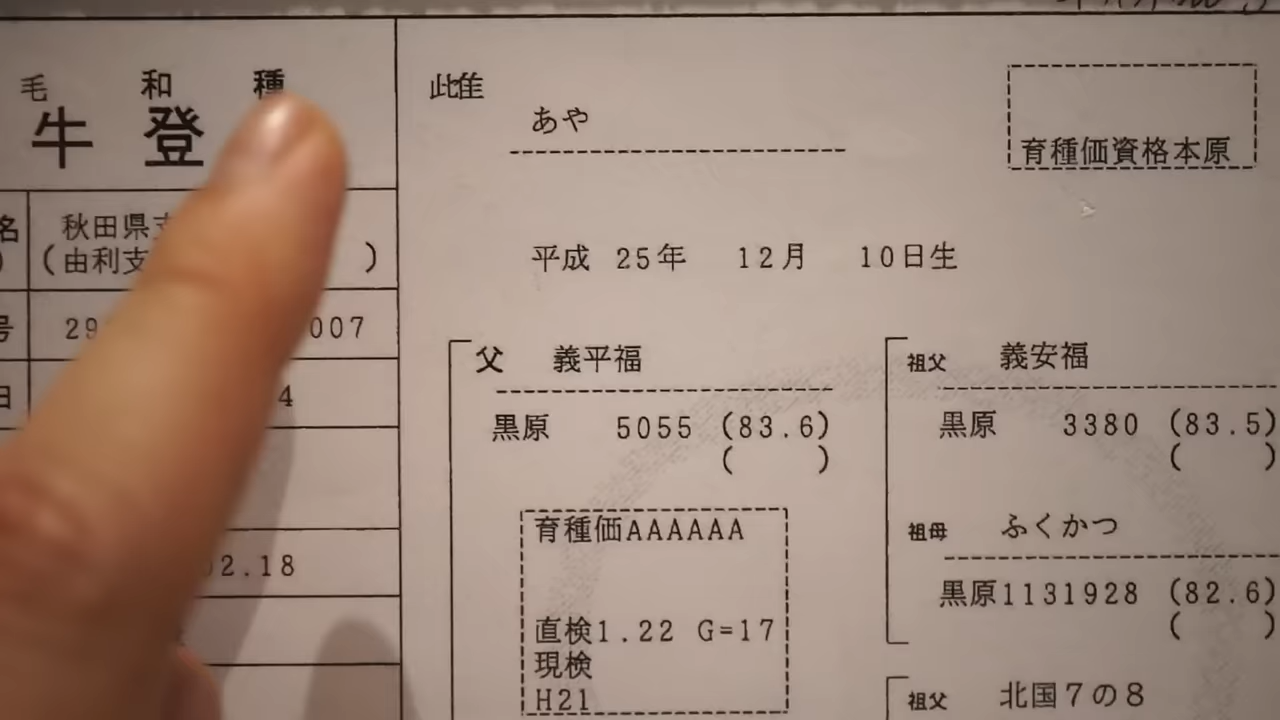 毛 和 種
牛 登
名 秋田県支
(由利支 )
号 29 007
日 4
2.18
雌
あや
育種価資格本原
平成 25年 12月 10日生
父 義平福
黒原 5055 (83.6)
( )
育種価AAAAAA
直検1.22 G=17
現検
H21
祖父 義安福
黒原 3380 (83.5)
( )
祖母 ふくかつ
黒原1131928 (82.6)
( )
祖父 北国7の8